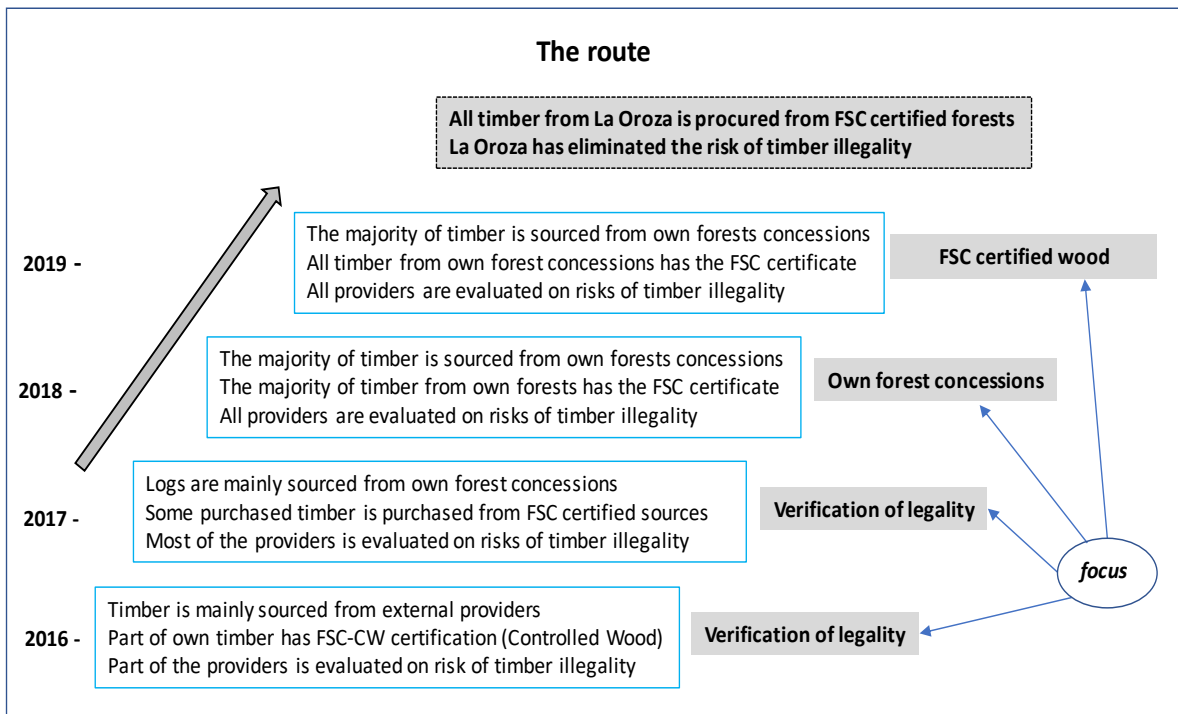 The route
All timber from La Oroza is procured from FSC certified forests
La Oroza has eliminated the risk of timber illegality
2019 -
The majority of timber is sourced from own forests concessions
All timber from own forest concessions has the FSC certificate
All providers are evaluated on risks of timber illegality
FSC certified wood
2018 -
The majority of timber is sourced from own forests concessions
The majority of timber from own forests has the FSC certificate
All providers are evaluated on risks of timber illegality
Own forest concessions
2017 -
Logs are mainly sourced from own forest concessions
Some purchased timber is purchased from FSC certified sources
Most of the providers is evaluated on risks of timber illegality
Verification of legality
focus
2016 -
Timber is mainly sourced from external providers
Part of own timber has FSC-CW certification (Controlled Wood)
Part of the providers is evaluated on risk of timber illegality
Verification of legality